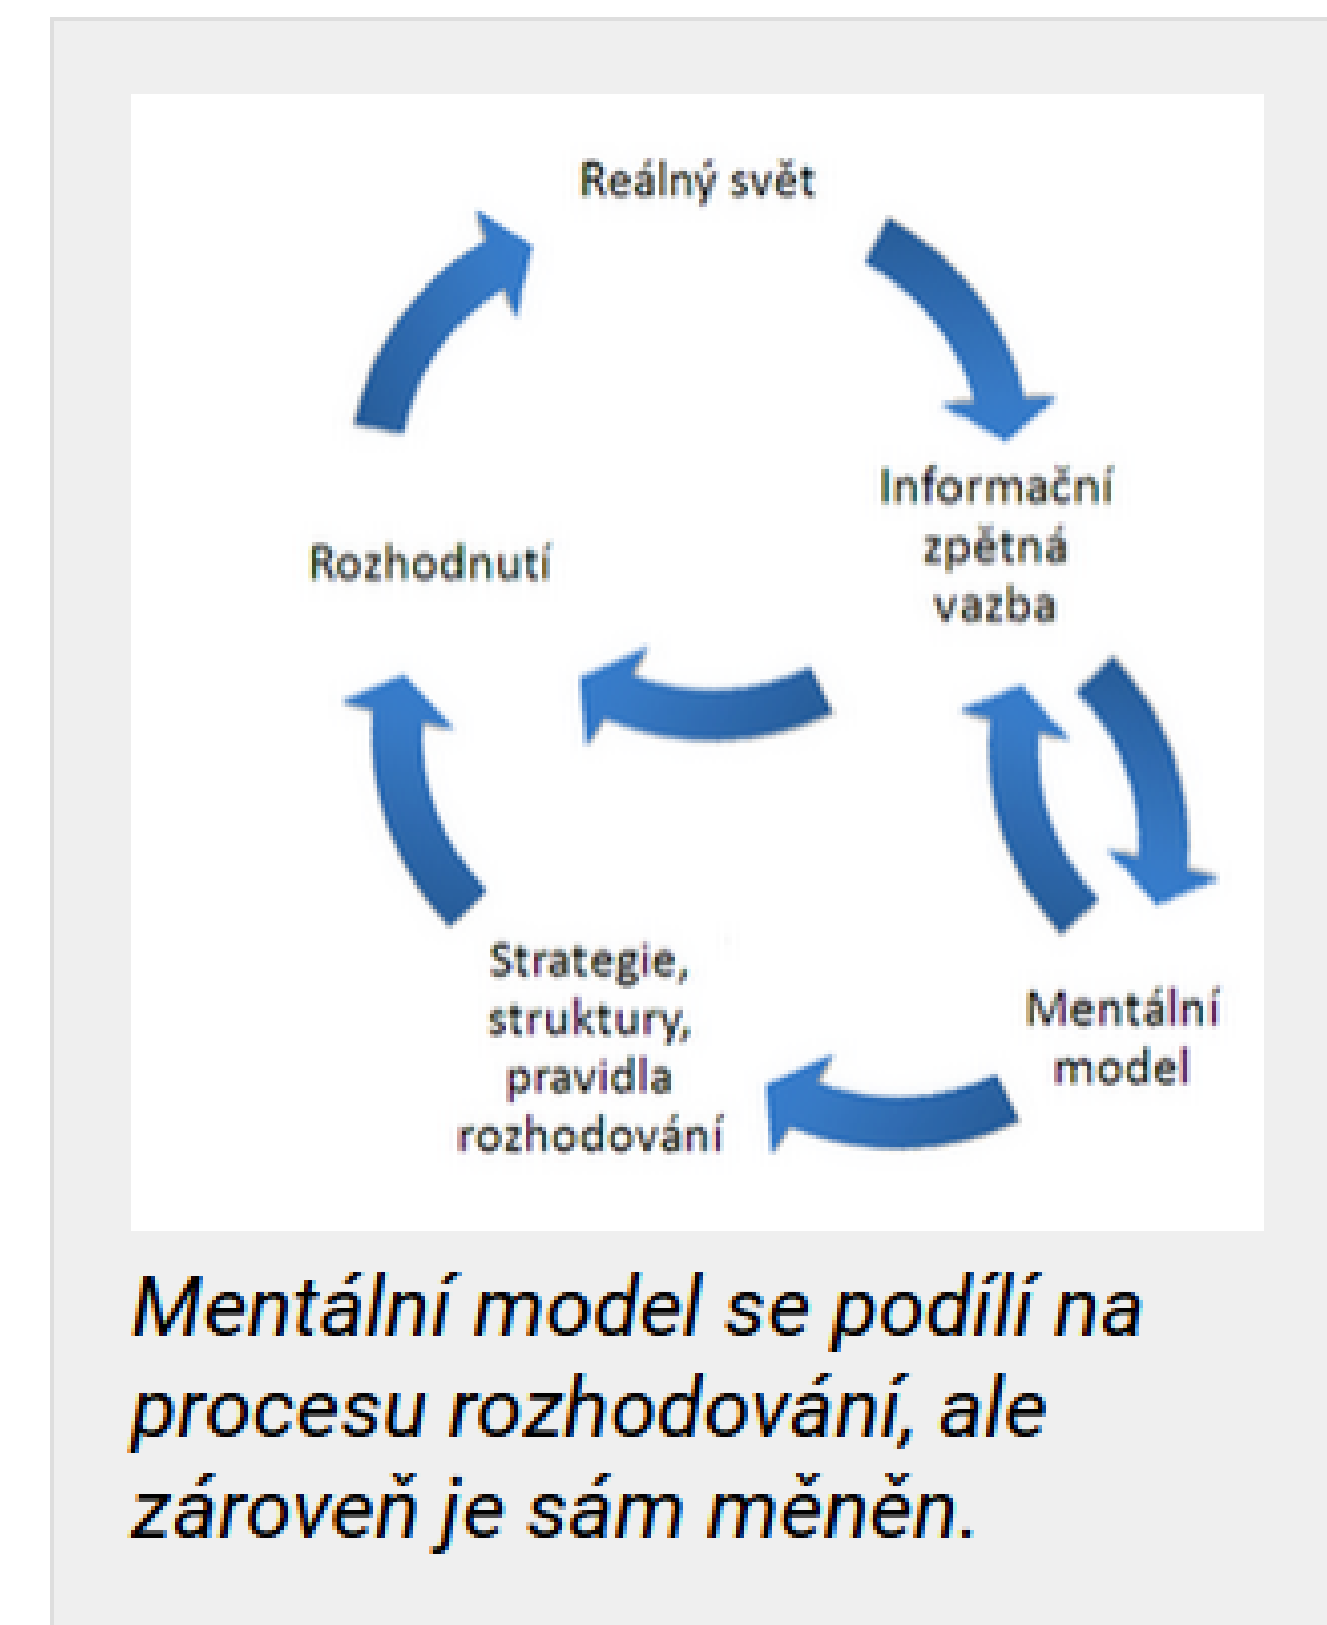 Reálný svět
Informační
zpětná
vazba
Rozhodnutí
Strategie,
struktury,
pravidla
rozhodování
Mentální
model
Mentální model se podílí na
procesu rozhodování, ale
zároveň je sám měněn.